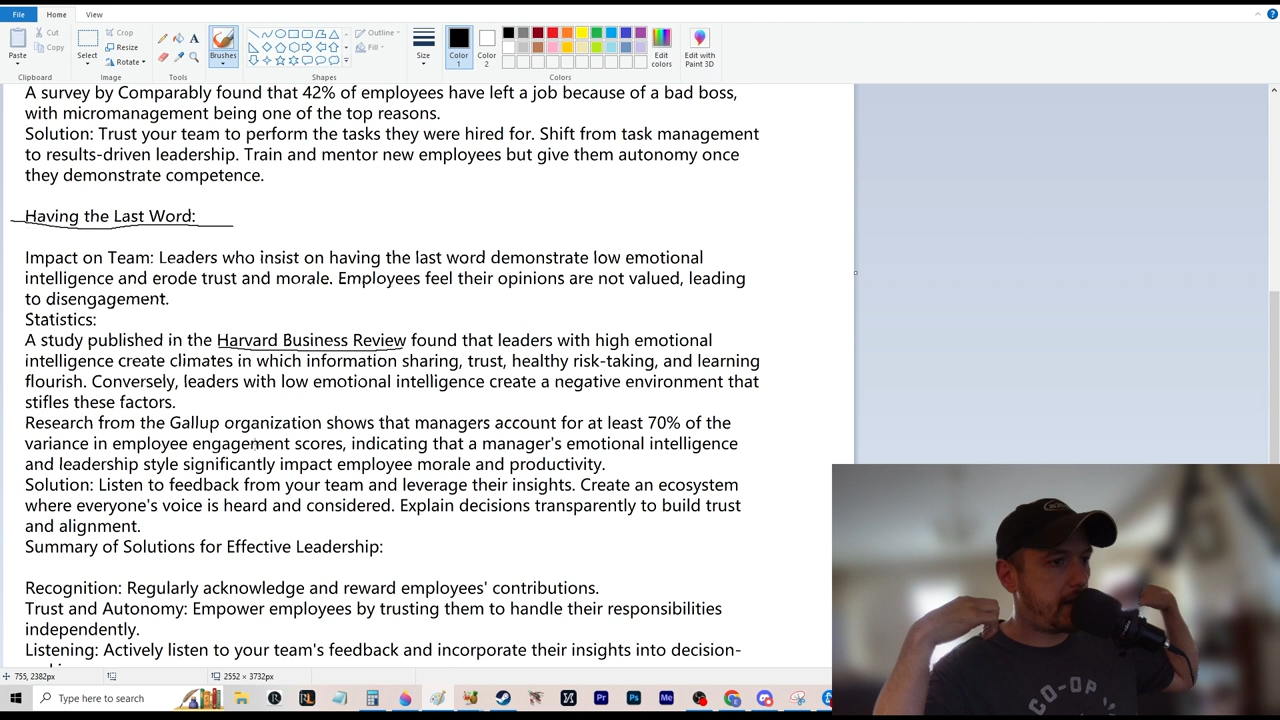 File Home View
Cut
Copy
Paste
Clipboard
Crop
Resize
Rotate
Select
Image
Tools
Brushes
Outline
Fill
Shapes
Size
Color 1
Color 2
Edit colors
Colors
Edit with Paint 3D
A survey by Comparably found that 42% of employees have left a job because of a bad boss,
with micromanagement being one of the top reasons.
Solution: Trust your team to perform the tasks they were hired for. Shift from task management
to results-driven leadership. Train and mentor new employees but give them autonomy once
they demonstrate competence.
Having the Last Word:
Impact on Team: Leaders who insist on having the last word demonstrate low emotional
intelligence and erode trust and morale. Employees feel their opinions are not valued, leading
to disengagement.
Statistics:
A study published in the Harvard Business Review found that leaders with high emotional
intelligence create climates in which information sharing, trust, healthy risk-taking, and learning
flourish. Conversely, leaders with low emotional intelligence create a negative environment that
stifles these factors.
Research from the Gallup organization shows that managers account for at least 70% of the
variance in employee engagement scores, indicating that a manager's emotional intelligence
and leadership style significantly impact employee morale and productivity.
Solution: Listen to feedback from your team and leverage their insights. Create an ecosystem
where everyone's voice is heard and considered. Explain decisions transparently to build trust
and alignment.
Summary of Solutions for Effective Leadership:
Recognition: Regularly acknowledge and reward employees' contributions.
Trust and Autonomy: Empower employees by trusting them to handle their responsibilities
independently.
Listening: Actively listen to your team's feedback and incorporate their insights into decision-
CO-OP
755, 2382px
2552 × 3732px
Type here to search
Pr
Ps
Me